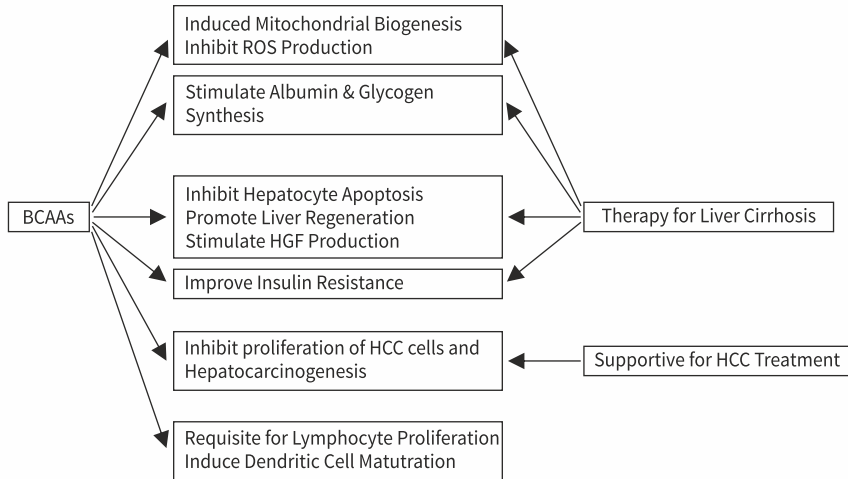 Induced Mitochondrial Biogenesis
Inhibit ROS Production
Stimulate Albumin & Glycogen
Synthesis
BCAAs
Inhibit Hepatocyte Apoptosis
Promote Liver Regeneration
Stimulate HGF Production
Therapy for Liver Cirrhosis
Improve Insulin Resistance
Inhibit proliferation of HCC cells and
Hepatocarcinogenesis
Supportive for HCC Treatment
Requisite for Lymphocyte Proliferation
Induce Dendritic Cell Matutration